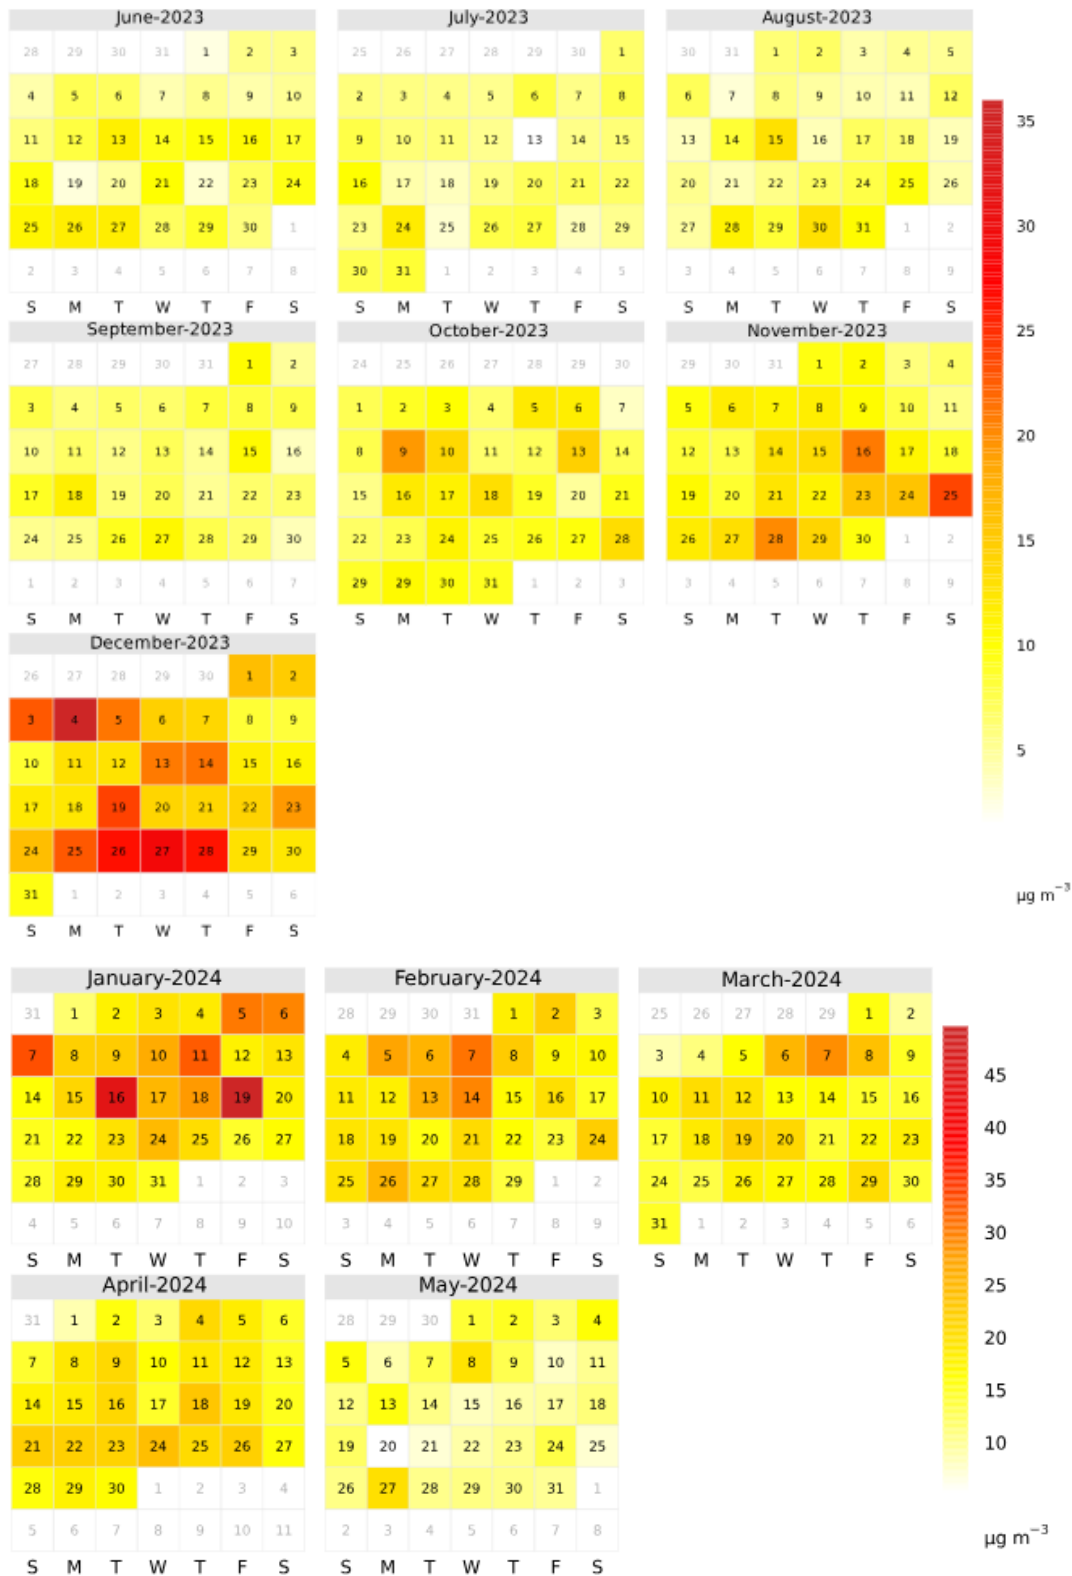 June-2023 July-2023 August-2023
28 29 30 31 1 2 3 25 26 27 28 29 30 1 30 31 1 2 3 4 5
4 5 6 7 8 9 10 2 3 4 5 6 7 8 6 7 8 9 10 11 12
11 12 13 14 15 16 17 9 10 11 12 13 14 15 13 14 15 16 17 18 19 35
18 19 20 21 22 23 24 16 17 18 19 20 21 22 20 21 22 23 24 25 26
25 26 27 28 29 30 1 23 24 25 26 27 28 29 27 28 29 30 31 1 2 30
2 3 4 5 6 7 8 30 31 1 2 3 4 5 3 4 5 6 7 8 9
S M T W T F S S M T W T F S S M T W T F S
September-2023 October-2023 November-2023 25
27 28 29 30 31 1 2 24 25 26 27 28 29 30 29 30 31 1 2 3 4
3 4 5 6 7 8 9 1 2 3 4 5 6 7 5 6 7 8 9 10 11
10 11 12 13 14 15 16 8 9 10 11 12 13 14 12 13 14 15 16 17 18 20
17 18 19 20 21 22 23 15 16 17 18 19 20 21 19 20 21 22 23 24 25
24 25 26 27 28 29 30 22 23 24 25 26 27 28 26 27 28 29 30 1 2 15
1 2 3 4 5 6 7 29 29 30 31 1 2 3 3 4 5 6 7 8 9
S M T W T F S S M T W T F S S M T W T F S
December-2023 10
26 27 28 29 30 1 2
3 4 5 6 7 8 9
10 11 12 13 14 15 16 5
17 18 19 20 21 22 23
24 25 26 27 28 29 30
31 1 2 3 4 5 6 µg m−3
S M T W T F S
January-2024 February-2024 March-2024
31 1 2 3 4 5 6 28 29 30 31 1 2 3 25 26 27 28 29 1 2
7 8 9 10 11 12 13 4 5 6 7 8 9 10 3 4 5 6 7 8 9 45
14 15 16 17 18 19 20 11 12 13 14 15 16 17 10 11 12 13 14 15 16 40
21 22 23 24 25 26 27 18 19 20 21 22 23 24 17 18 19 20 21 22 23
28 29 30 31 1 2 3 25 26 27 28 29 1 2 24 25 26 27 28 29 30 35
4 5 6 7 8 9 10 3 4 5 6 7 8 9 31 1 2 3 4 5 6 30
S M T W T F S S M T W T F S S M T W T F S
April-2024 May-2024 25
31 1 2 3 4 5 6 28 29 30 1 2 3 4 20
7 8 9 10 11 12 13 5 6 7 8 9 10 11
14 15 16 17 18 19 20 12 13 14 15 16 17 18 15
21 22 23 24 25 26 27 19 20 21 22 23 24 25 10
28 29 30 1 2 3 4 26 27 28 29 30 31 1
5 6 7 8 9 10 11 2 3 4 5 6 7 8 µg m−3
S M T W T F S S M T W T F S